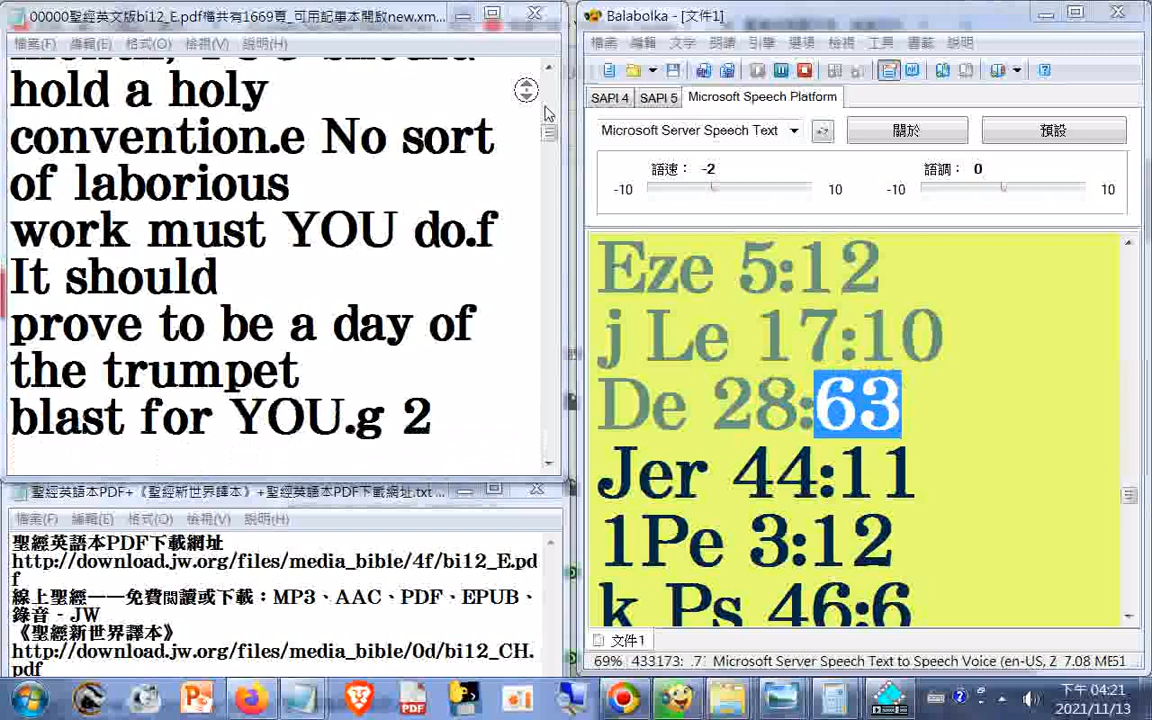 00000聖經英文版bi12_E.pdf檔共有1669頁_可用記事本開啟new.xm...
檔案(F) 編輯(E) 格式(O) 檢視(V) 說明(H)
hold a holy
convention.e No sort
of laborious
work must YOU do.f
It should
prove to be a day of
the trumpet
blast for YOU.g 2
聖經英語本PDF+《聖經新世界譯本》+聖經英語本PDF下載網址.txt ...
檔案(F) 編輯(E) 格式(O) 檢視(V) 說明(H)
聖經英語本PDF下載網址
http://download.jw.org/files/media_bible/4f/bi12_E.pd
f
線上聖經——免費閱讀或下載：MP3、AAC、PDF、EPUB、
錄音 - JW
《聖經新世界譯本》
http://download.jw.org/files/media_bible/0d/bi12_CH.
pdf
Balabolka - [文件1]
檔案 編輯 文字 朗讀 引擎 選項 檢視 工具 書籤 說明
SAPI 4 SAPI 5 Microsoft Speech Platform
Microsoft Server Speech Text 關於 預設
語速： -2 語調： 0
-10 10 -10 10
Eze 5:12
j Le 17:10
De 28:63
Jer 44:11
1Pe 3:12
k Ps 46:6
文件1
69% 433173: .7 Microsoft Server Speech Text to Speech Voice (en-US, Z 7.08 ME51
PDF
下午 04:21
2021/11/13